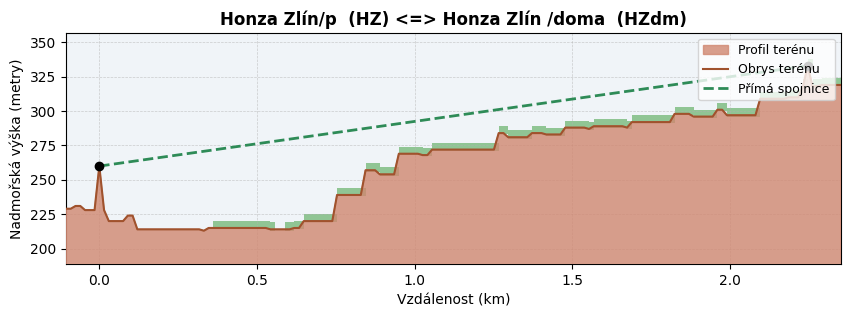 Honza Zlín/p  (HZ) <=> Honza Zlín /doma  (HZdm)
Nadmořská výška (metry)
350
325
300
275
250
225
200
Profil terénu
Obrys terénu
Přímá spojnice
0.0
0.5
1.0
1.5
2.0
Vzdálenost (km)